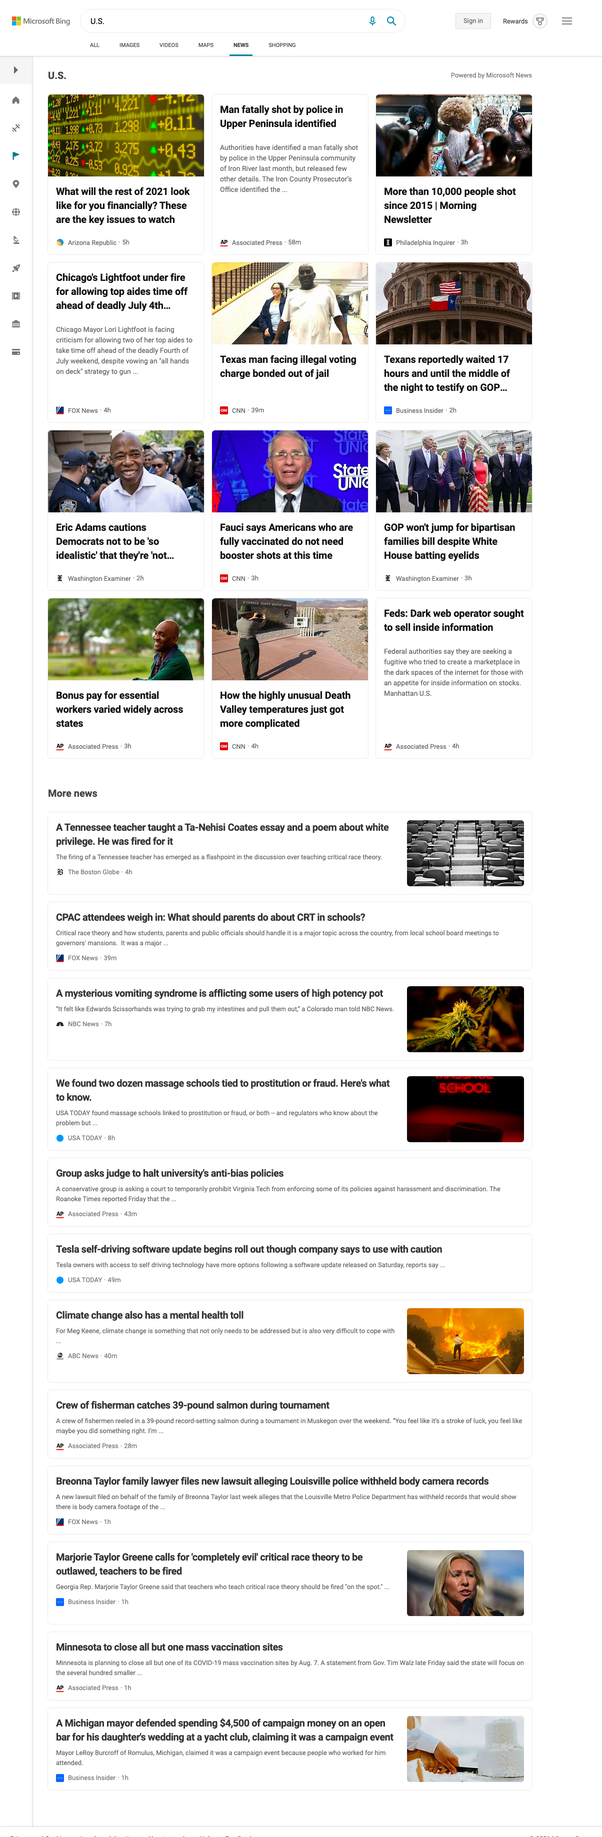 Microsoft Bing
U.S.
Sign in
Rewards
ALL
IMAGES
VIDEOS
MAPS
NEWS
SHOPPING
U.S.
Powered by Microsoft News
What will the rest of 2021 look
like for you financially? These
are the key issues to watch
Arizona Republic · 5h
Man fatally shot by police in
Upper Peninsula identified
Authorities have identified a man fatally shot
by police in the Upper Peninsula community
of Iron River last month, but released few
other details. The Iron County Prosecutor's
Office identified the ...
AP Associated Press · 58m
More than 10,000 people shot
since 2015 | Morning
Newsletter
Philadelphia Inquirer · 3h
Chicago's Lightfoot under fire
for allowing top aides time off
ahead of deadly July 4th...
Chicago Mayor Lori Lightfoot is facing
criticism for allowing two of her top aides to
take time off ahead of the deadly Fourth of
July weekend, despite vowing an "all hands
on deck" strategy to gun ...
FOX News · 4h
Texas man facing illegal voting
charge bonded out of jail
CNN · 39m
Texans reportedly waited 17
hours and until the middle of
the night to testify on GOP...
Business Insider · 2h
Eric Adams cautions
Democrats not to be 'so
idealistic' that they're 'not...
Washington Examiner · 2h
Fauci says Americans who are
fully vaccinated do not need
booster shots at this time
CNN · 3h
GOP won't jump for bipartisan
families bill despite White
House batting eyelids
Washington Examiner · 3h
Bonus pay for essential
workers varied widely across
states
AP Associated Press · 3h
How the highly unusual Death
Valley temperatures just got
more complicated
CNN · 4h
Feds: Dark web operator sought
to sell inside information
Federal authorities say they are seeking a
fugitive who tried to create a marketplace in
the dark spaces of the internet for those with
an appetite for inside information on stocks.
Manhattan U.S.
AP Associated Press · 4h
More news
A Tennessee teacher taught a Ta-Nehisi Coates essay and a poem about white
privilege. He was fired for it
The firing of a Tennessee teacher has emerged as a flashpoint in the discussion over teaching critical race theory.
The Boston Globe · 4h
CPAC attendees weigh in: What should parents do about CRT in schools?
Critical race theory and how students, parents and public officials should handle it is a major topic across the country, from local school board meetings to
governors' mansions. It was a major ...
FOX News · 39m
A mysterious vomiting syndrome is afflicting some users of high potency pot
"It felt like Edwards Scissorhands was trying to grab my intestines and pull them out," a Colorado man told NBC News.
NBC News · 7h
We found two dozen massage schools tied to prostitution or fraud. Here's what
to know.
USA TODAY found massage schools linked to prostitution or fraud, or both – and regulators who know about the
problem but ...
USA TODAY · 8h
SCHOOL
Group asks judge to halt university's anti-bias policies
A conservative group is asking a court to temporarily prohibit Virginia Tech from enforcing some of its policies against harassment and discrimination. The
Roanoke Times reported Friday that the ...
AP Associated Press · 43m
Tesla self-driving software update begins roll out though company says to use with caution
Tesla owners with access to self driving technology have more options following a software update released on Saturday, reports say ...
USA TODAY · 49m
Climate change also has a mental health toll
For Meg Keene, climate change is something that not only needs to be addressed but is also very difficult to cope with
...
ABC News · 40m
Crew of fisherman catches 39-pound salmon during tournament
A crew of fishermen reeled in a 39-pound record-setting salmon during a tournament in Muskegon over the weekend. "You feel like it's a stroke of luck, you feel like
maybe you did something right. I'm ...
AP Associated Press · 28m
Breonna Taylor family lawyer files new lawsuit alleging Louisville police withheld body camera records
A new lawsuit filed on behalf of the family of Breonna Taylor last week alleges that the Louisville Metro Police Department has withheld records that would show
there is body camera footage of the ...
FOX News · 1h
Marjorie Taylor Greene calls for 'completely evil' critical race theory to be
outlawed, teachers to be fired
Georgia Rep. Marjorie Taylor Greene said that teachers who teach critical race theory should be fired "on the spot." ...
Business Insider · 1h
Minnesota to close all but one mass vaccination sites
Minnesota is planning to close all but one of its COVID-19 mass vaccination sites by Aug. 7. A statement from Gov. Tim Walz late Friday said the state will focus on
the several hundred smaller ...
AP Associated Press · 1h
A Michigan mayor defended spending $4,500 of campaign money on an open
bar for his daughter's wedding at a yacht club, claiming it was a campaign event
Mayor LeRoy Burcroff of Romulus, Michigan, claimed it was a campaign event because people who worked for him
attended.
Business Insider · 1h